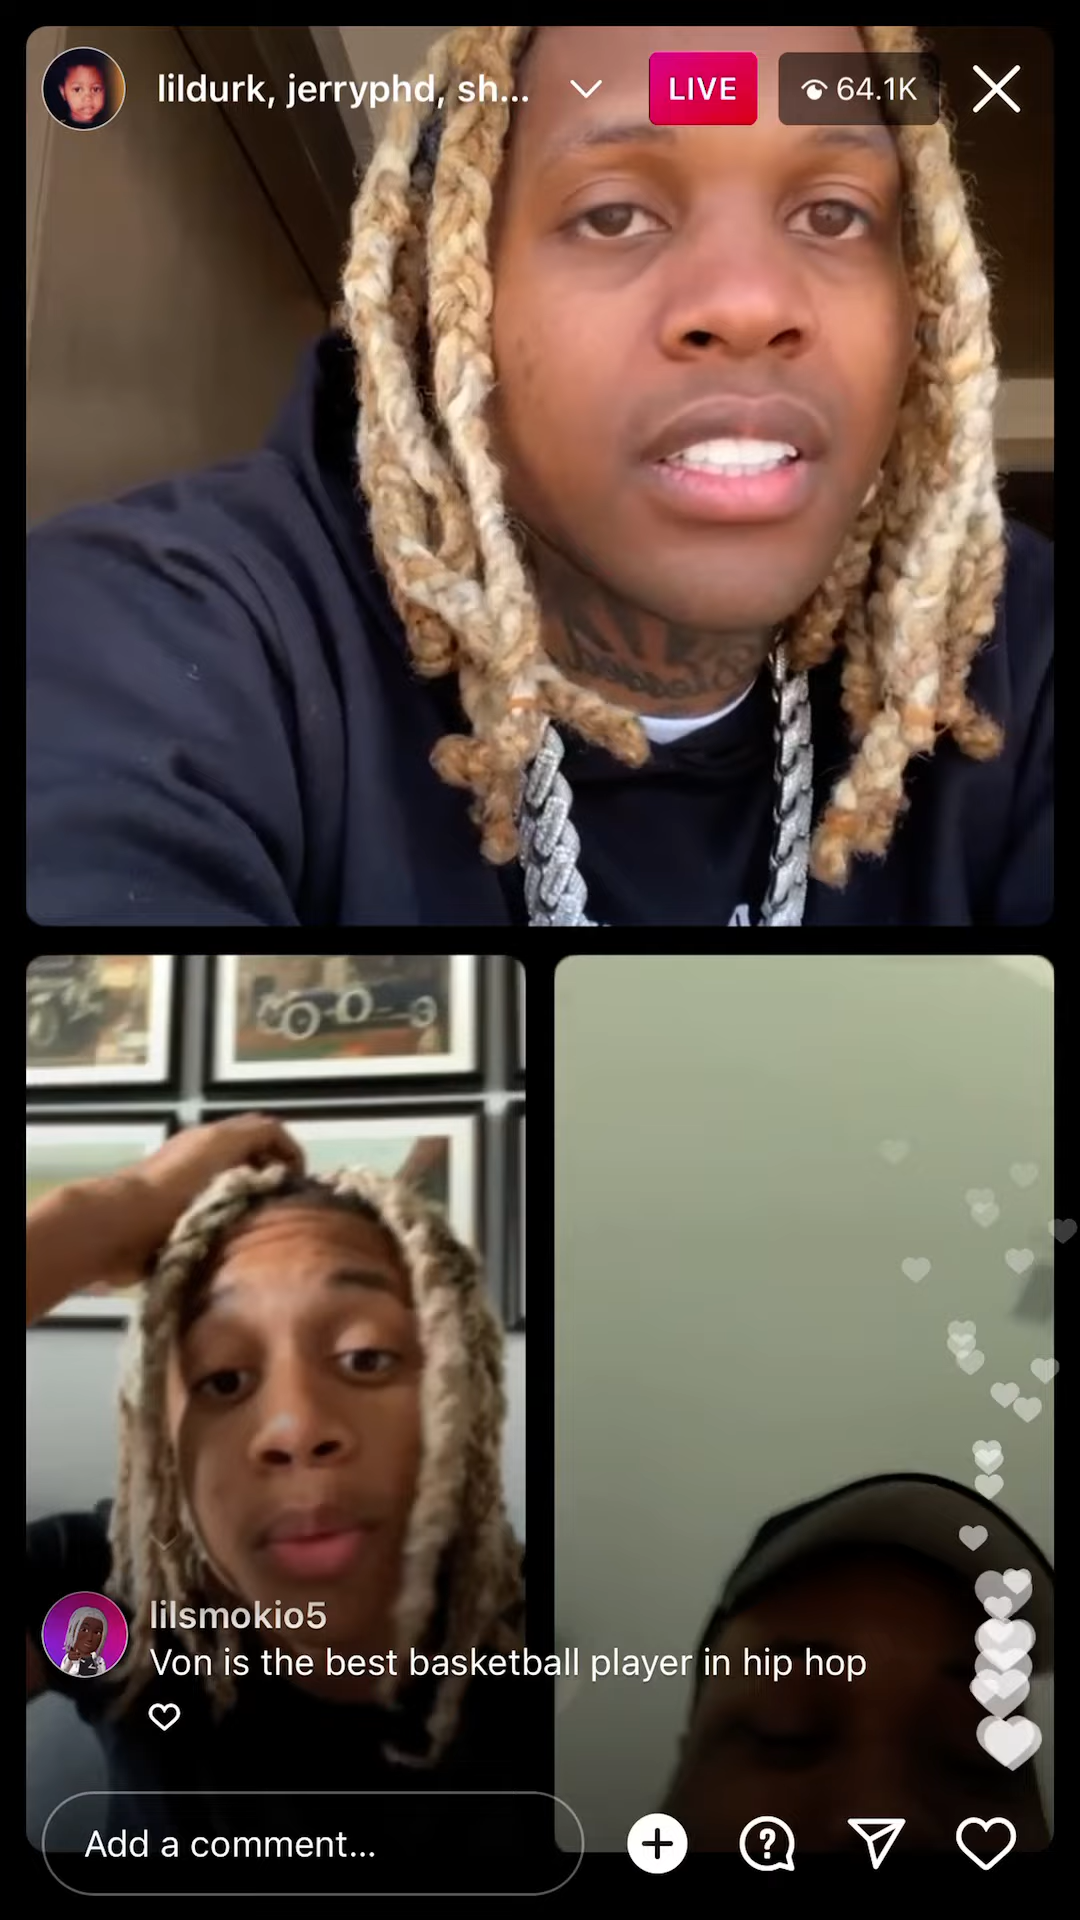 lildurk, jerryphd, sh...
LIVE
64.1K
lilsmokio5
Von is the best basketball player in hip hop
Add a comment...